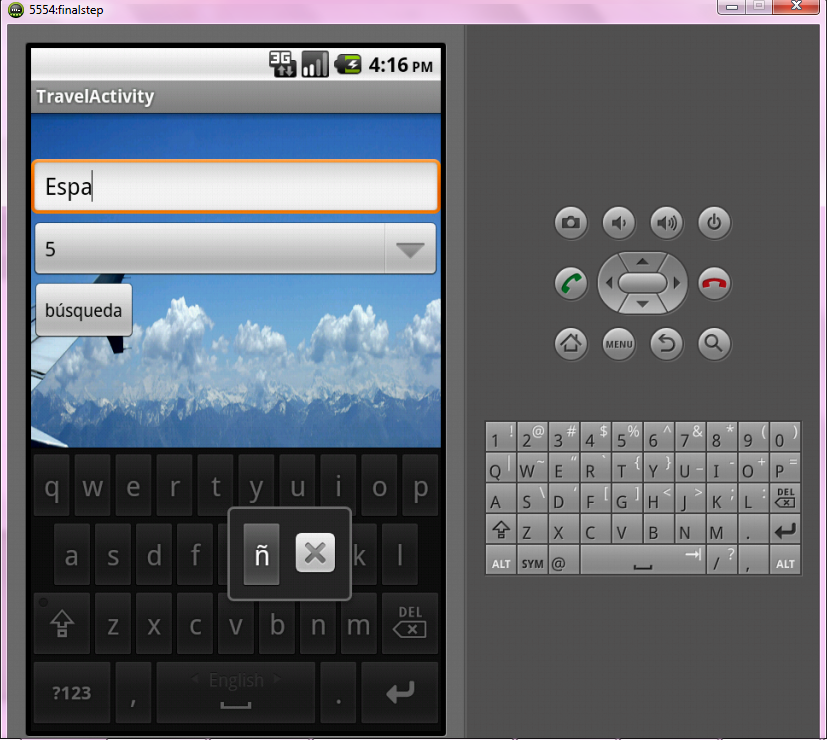 5554:finalstep
3G 4:16 PM
TravelActivity
Espa
5
búsqueda
q w e r t y u i o p
a s d f k l
ñ
z x c v b n m DEL
?123 , English .
MENU
1 ! 2 @ 3 # 4 $ 5 % 6 ^ 7 & 8 * 9 ( 0 )
Q | W ~ E " R ` T { Y } U _ I - O + P =
A S \ D ' F [ G ] H < J > K ; L : DEL
Z X C V B N M .
ALT SYM @ / ? , ALT